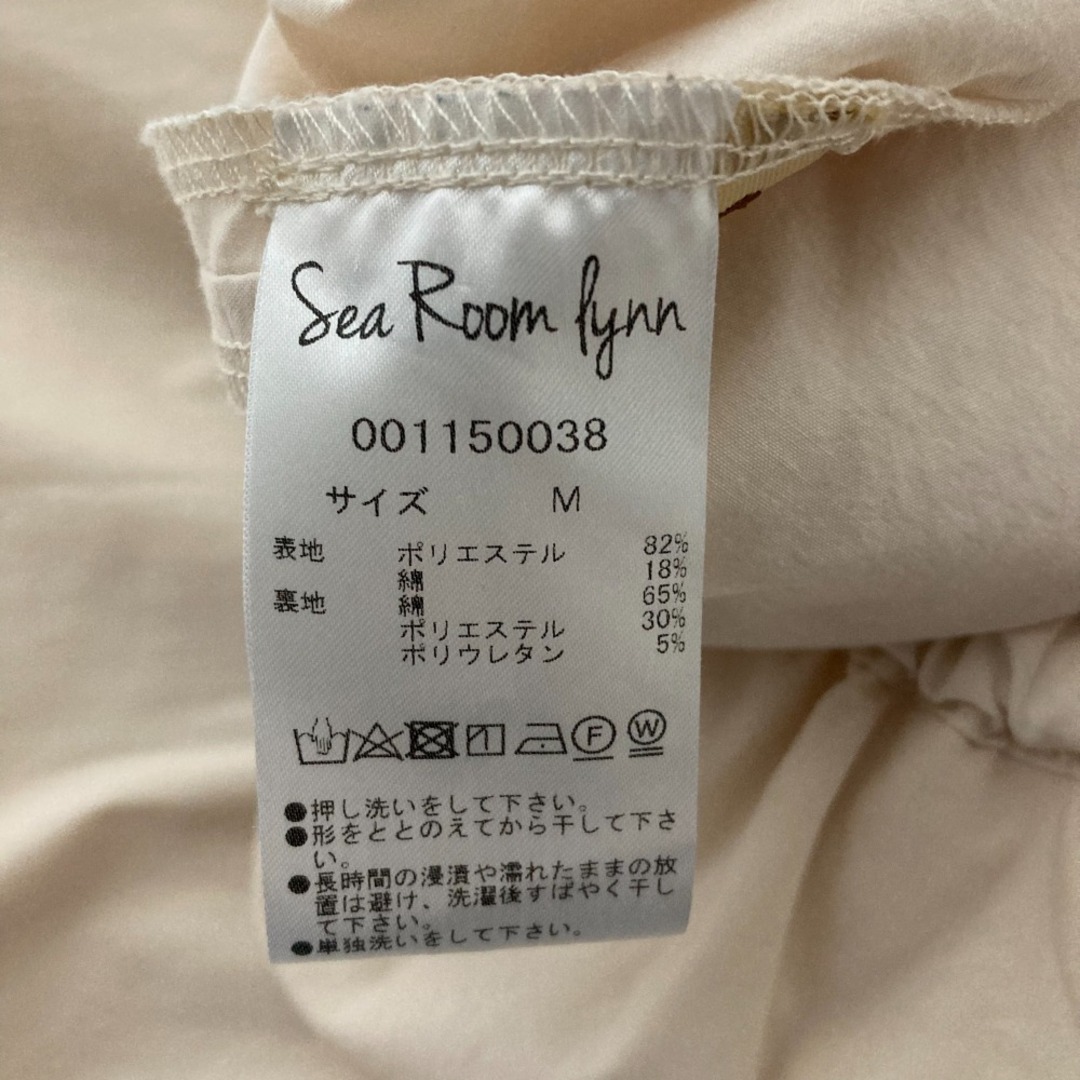 Sea Room lynn
001150038
サイズ M
表地 ポリエステル 82%
綿 18%
裏地 綿 65%
ポリエステル 30%
ポリウレタン 5%
F W
●押し洗いをして下さい。
●形をととのえてから干して下さ
い。
●長時間の浸漬や濡れたままの放
置は避け、洗濯後すばやく干し
て下さい。
●単独洗いをして下さい。